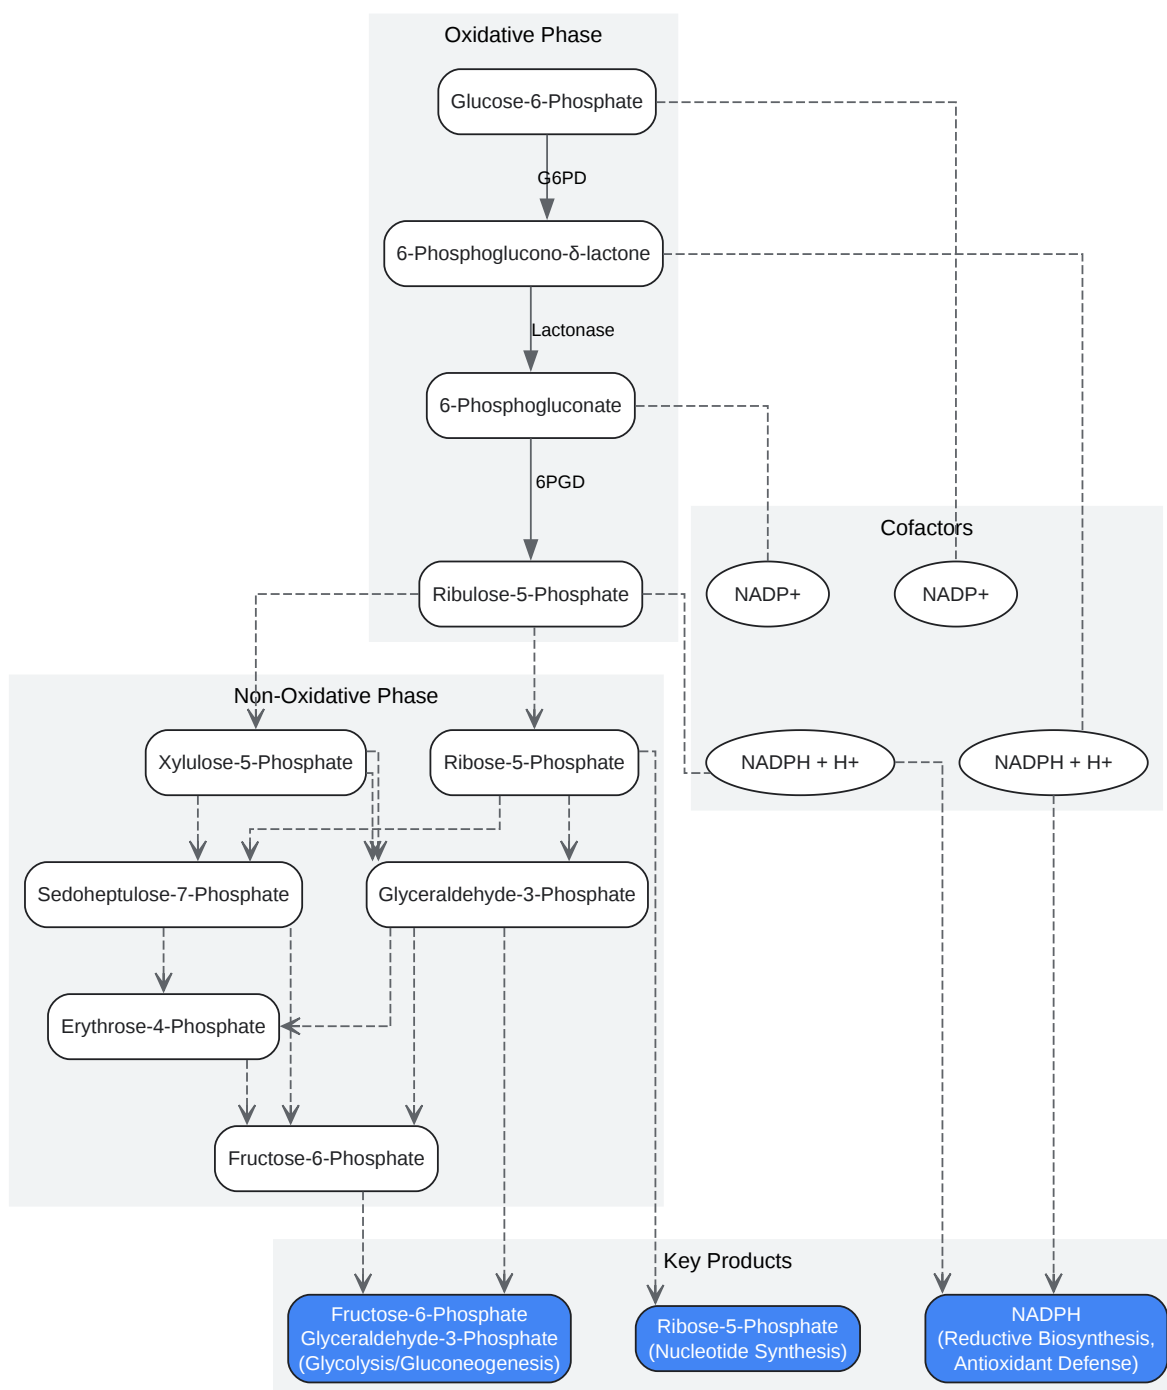 Oxidative Phase
Glucose-6-Phosphate
G6PD
6-Phosphoglucono-δ-lactone
Lactonase
6-Phosphogluconate
6PGD
Ribulose-5-Phosphate
Cofactors
NADP+
NADP+
NADPH + H+
NADPH + H+
Non-Oxidative Phase
Xylulose-5-Phosphate
Ribose-5-Phosphate
Sedoheptulose-7-Phosphate
Glyceraldehyde-3-Phosphate
Erythrose-4-Phosphate
Fructose-6-Phosphate
Key Products
Fructose-6-Phosphate
Glyceraldehyde-3-Phosphate
(Glycolysis/Gluconeogenesis)
Ribose-5-Phosphate
(Nucleotide Synthesis)
NADPH
(Reductive Biosynthesis,
Antioxidant Defense)